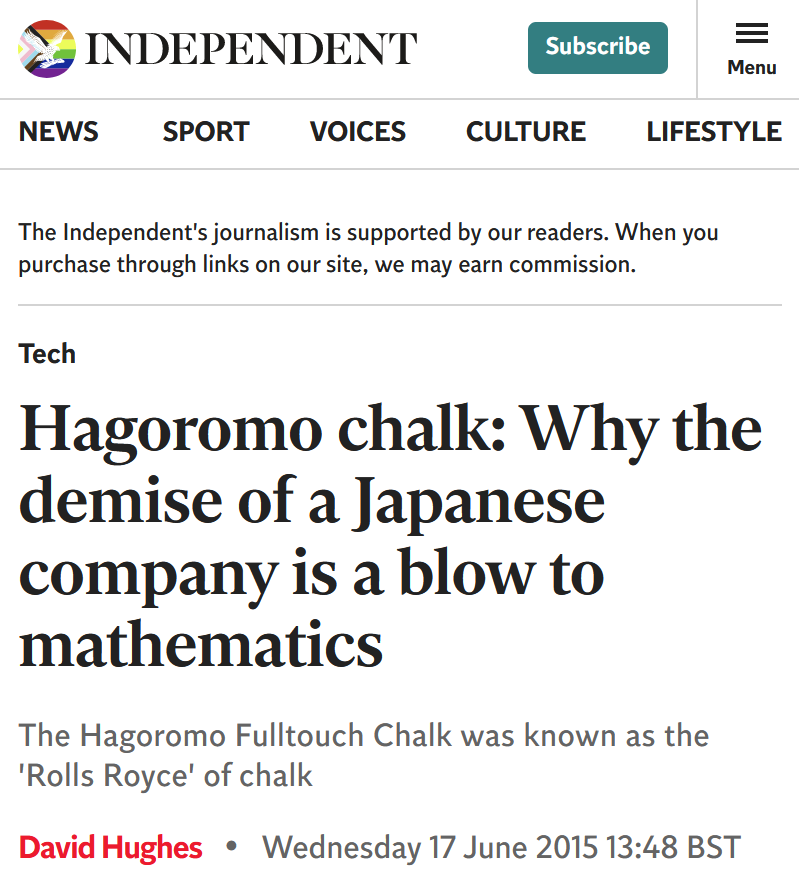 INDEPENDENT
Subscribe
Menu
NEWS SPORT VOICES CULTURE LIFESTYLE
The Independent's journalism is supported by our readers. When you
purchase through links on our site, we may earn commission.
Tech
Hagoromo chalk: Why the
demise of a Japanese
company is a blow to
mathematics
The Hagoromo Fulltouch Chalk was known as the
'Rolls Royce' of chalk
David Hughes • Wednesday 17 June 2015 13:48 BST